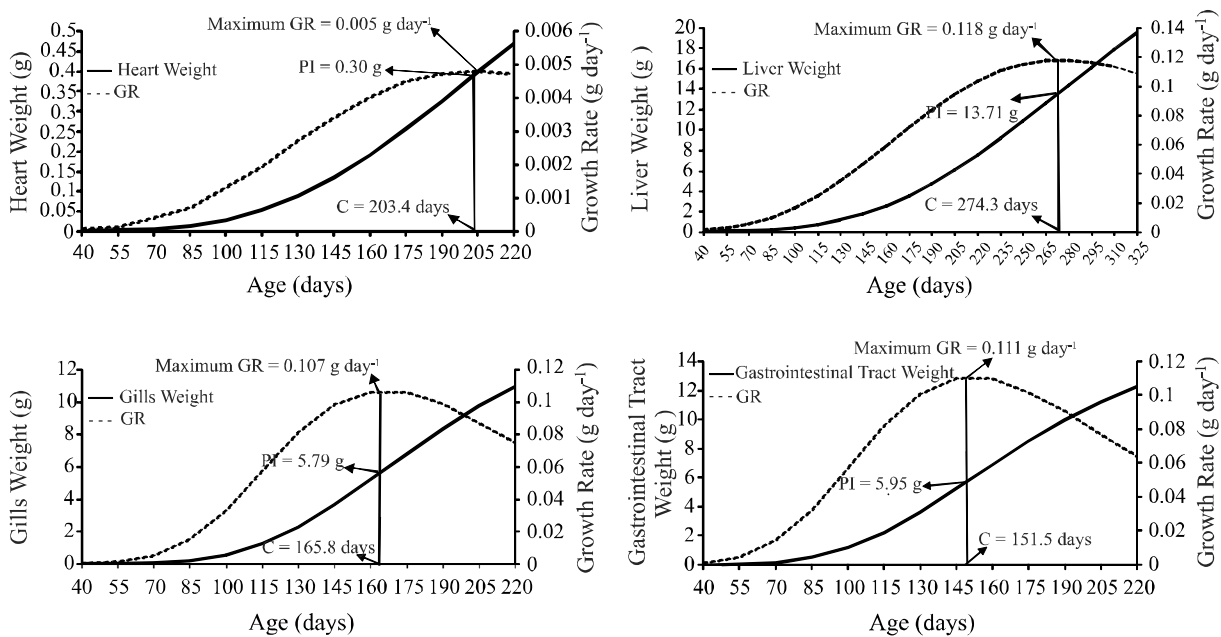 Maximum GR = 0.005 g day⁻¹
0.5
0.45
0.4
0.35
0.3
0.25
0.2
0.15
0.1
0.05
0
Heart Weight (g)
Heart Weight
GR
PI = 0.30 g
C = 203.4 days
0.006
0.005
0.004
0.003
0.002
0.001
0
Growth Rate (g day⁻¹)
40 55 70 85 100 115 130 145 160 175 190 205 220
Age (days)
Maximum GR = 0.118 g day⁻¹
20
18
16
14
12
10
8
6
4
2
0
Liver Weight (g )
Liver Weight
GR
PI = 13.71 g
C = 274.3 days
0.14
0.12
0.1
0.08
0.06
0.04
0.02
0
Growth Rate (g day⁻¹)
40 55 70 85 100 115 130 145 160 175 190 205 220 235 250 265 280 295 310 325
Age (days)
Maximum GR = 0.107 g day⁻¹
12
10
8
6
4
2
0
Gills Weight (g)
Gills Weight
GR
PI = 5.79 g
C = 165.8 days
0.12
0.1
0.08
0.06
0.04
0.02
0
Growth Rate (g day⁻¹)
40 55 70 85 100 115 130 145 160 175 190 205 220
Age (days)
Maximum GR = 0.111 g day⁻¹
14
12
10
8
6
4
2
0
Gastrointestinal Tract
Weight (g )
Gastrointestinal Tract Weight
GR
PI = 5.95 g
C = 151.5 days
0.12
0.1
0.08
0.06
0.04
0.02
0
Growth Rate (g day⁻¹)
40 55 70 85 100 115 130 145 160 175 190 205 220
Age (days)